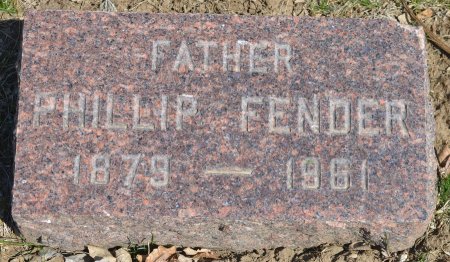 FATHER
PHILLIP FENDER
1879 — 1961